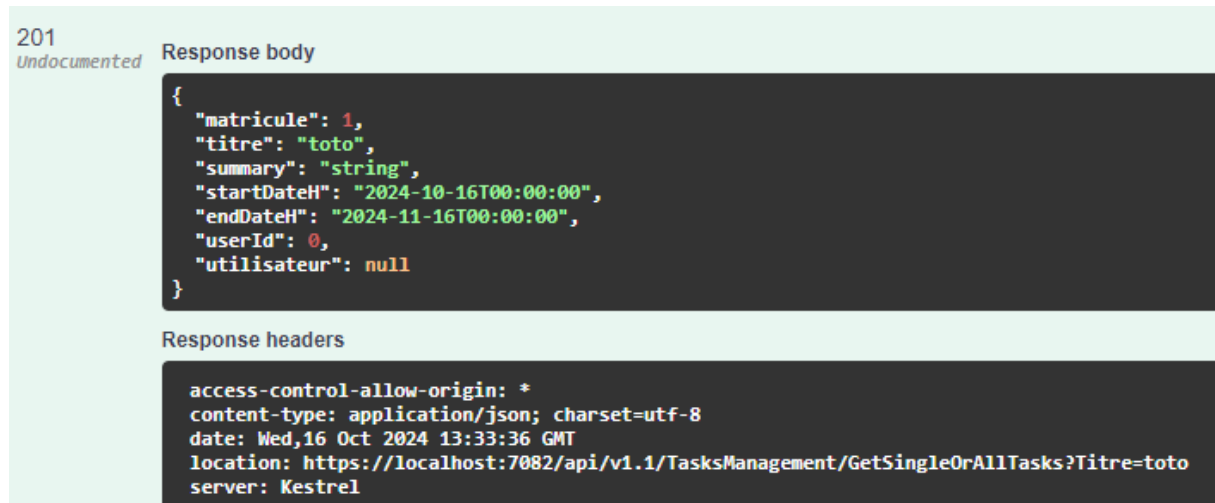 201
Undocumented
Response body
{
"matricule": 1,
"titre": "toto",
"summary": "string",
"startDateH": "2024-10-16T00:00:00",
"endDateH": "2024-11-16T00:00:00",
"userId": 0,
"utilisateur": null
}
Response headers
access-control-allow-origin: *
content-type: application/json; charset=utf-8
date: Wed,16 Oct 2024 13:33:36 GMT
location: https://localhost:7082/api/v1.1/TasksManagement/GetSingleOrAllTasks?Titre=toto
server: Kestrel